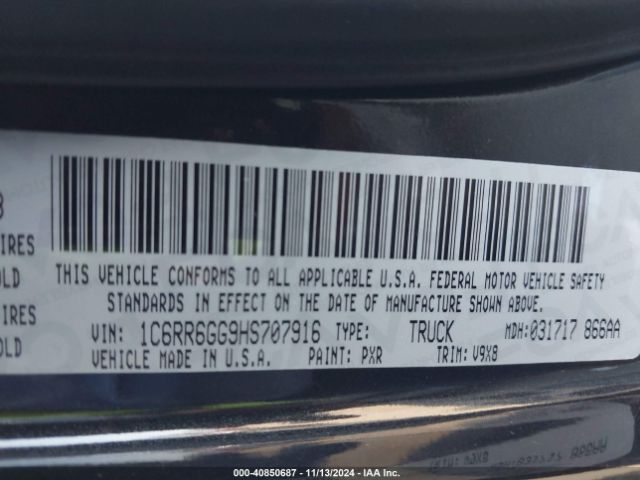 8
IRES
OLD
IRES
OLD
THIS VEHICLE CONFORMS TO ALL APPLICABLE U.S.A. FEDERAL MOTOR VEHICLE SAFETY
STANDARDS IN EFFECT ON THE DATE OF MANUFACTURE SHOWN ABOVE.
VIN: 1C6RR6GG9HS707916 TYPE: TRUCK MDH:031717 866AA
VEHICLE MADE IN U.S.A. PAINT: PXR TRIM: V9X8
000-40850687 - 11/13/2024 - IAA Inc.